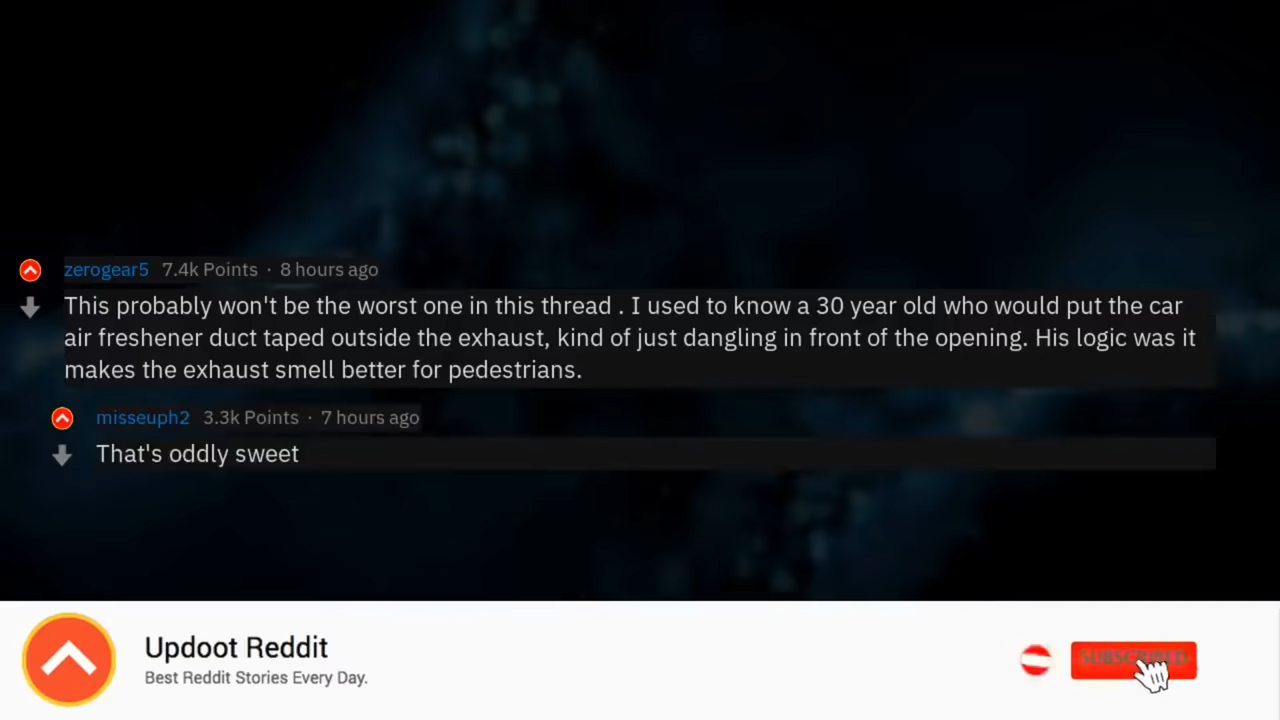 zerogear5 7.4k Points · 8 hours ago
This probably won't be the worst one in this thread . I used to know a 30 year old who would put the car
air freshener duct taped outside the exhaust, kind of just dangling in front of the opening. His logic was it
makes the exhaust smell better for pedestrians.
misseuph2 3.3k Points · 7 hours ago
That's oddly sweet
Updoot Reddit
Best Reddit Stories Every Day.